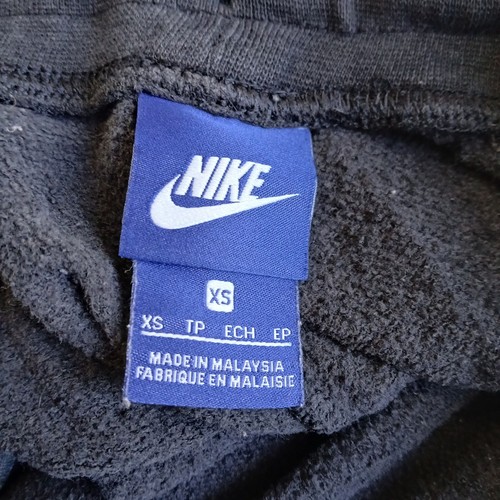 NIKE
XS
XS TP ECH EP
MADE IN MALAYSIA
FABRIQUE EN MALAISIE